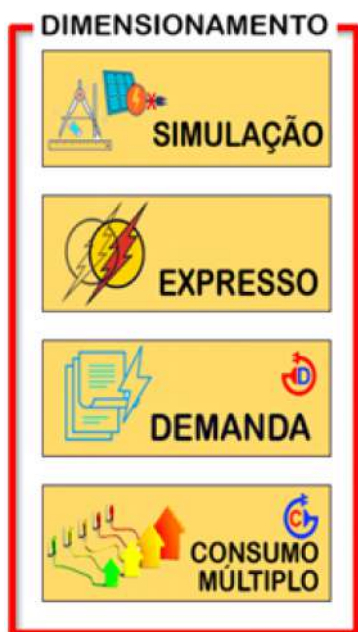 DIMENSIONAMENTO
SIMULAÇÃO
EXPRESSO
D
DEMANDA
C
CONSUMO
MÚLTIPLO